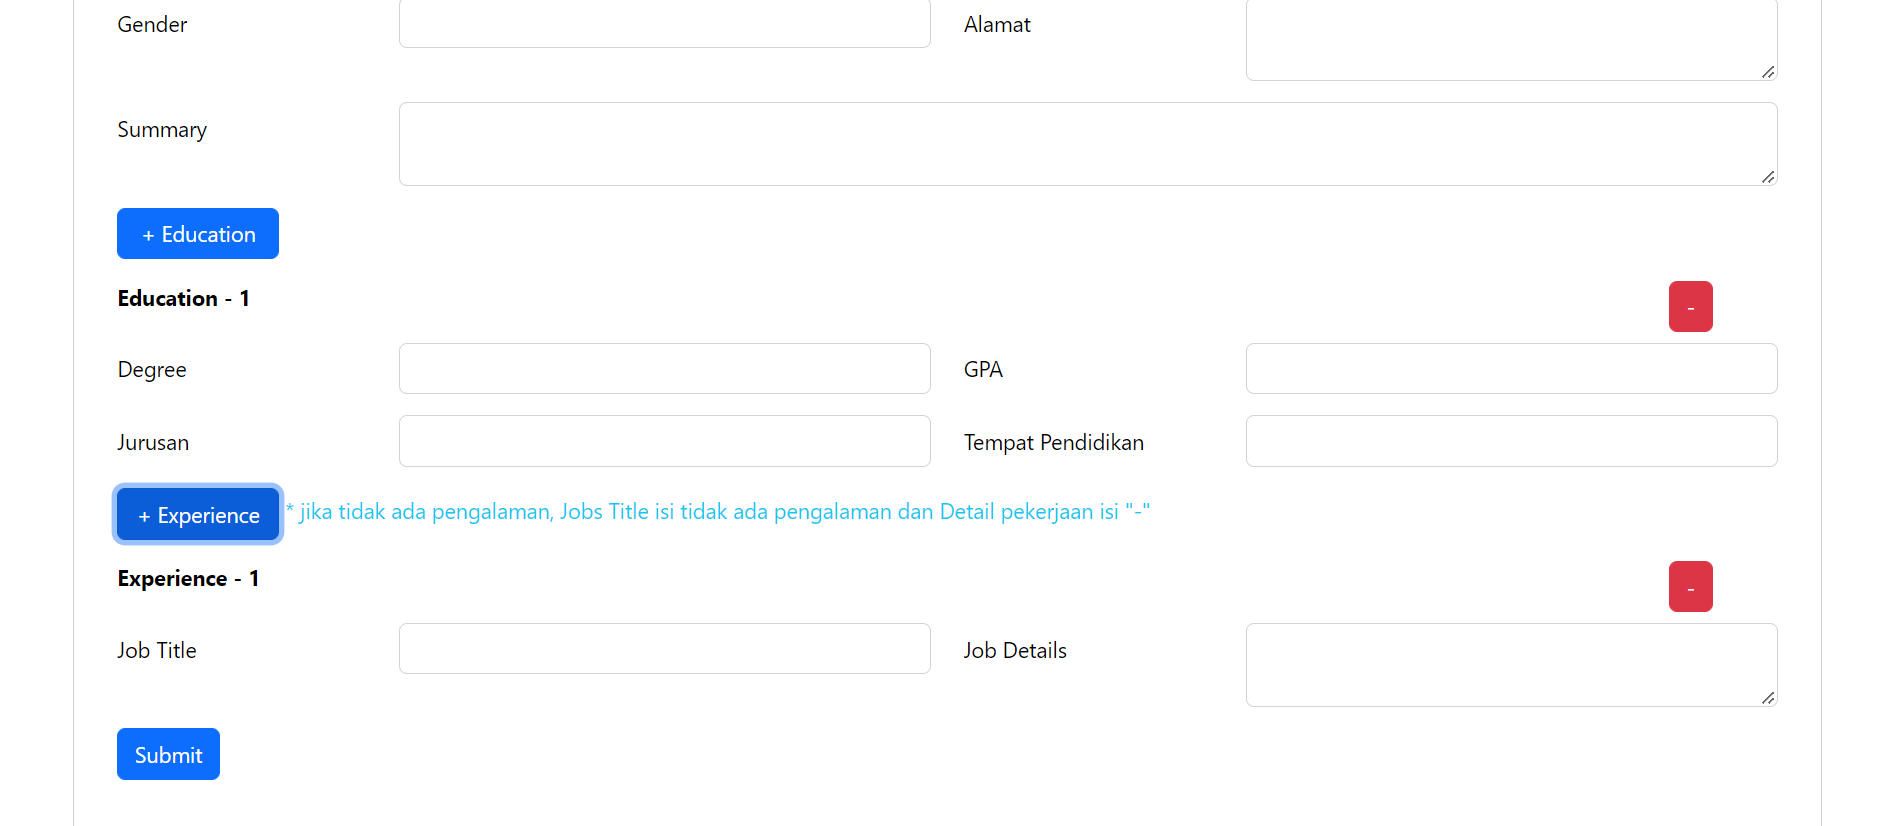 Gender Alamat
Summary
+ Education
Education - 1 -
Degree GPA
Jurusan Tempat Pendidikan
+ Experience * jika tidak ada pengalaman, Jobs Title isi tidak ada pengalaman dan Detail pekerjaan isi "-"
Experience - 1 -
Job Title Job Details
Submit